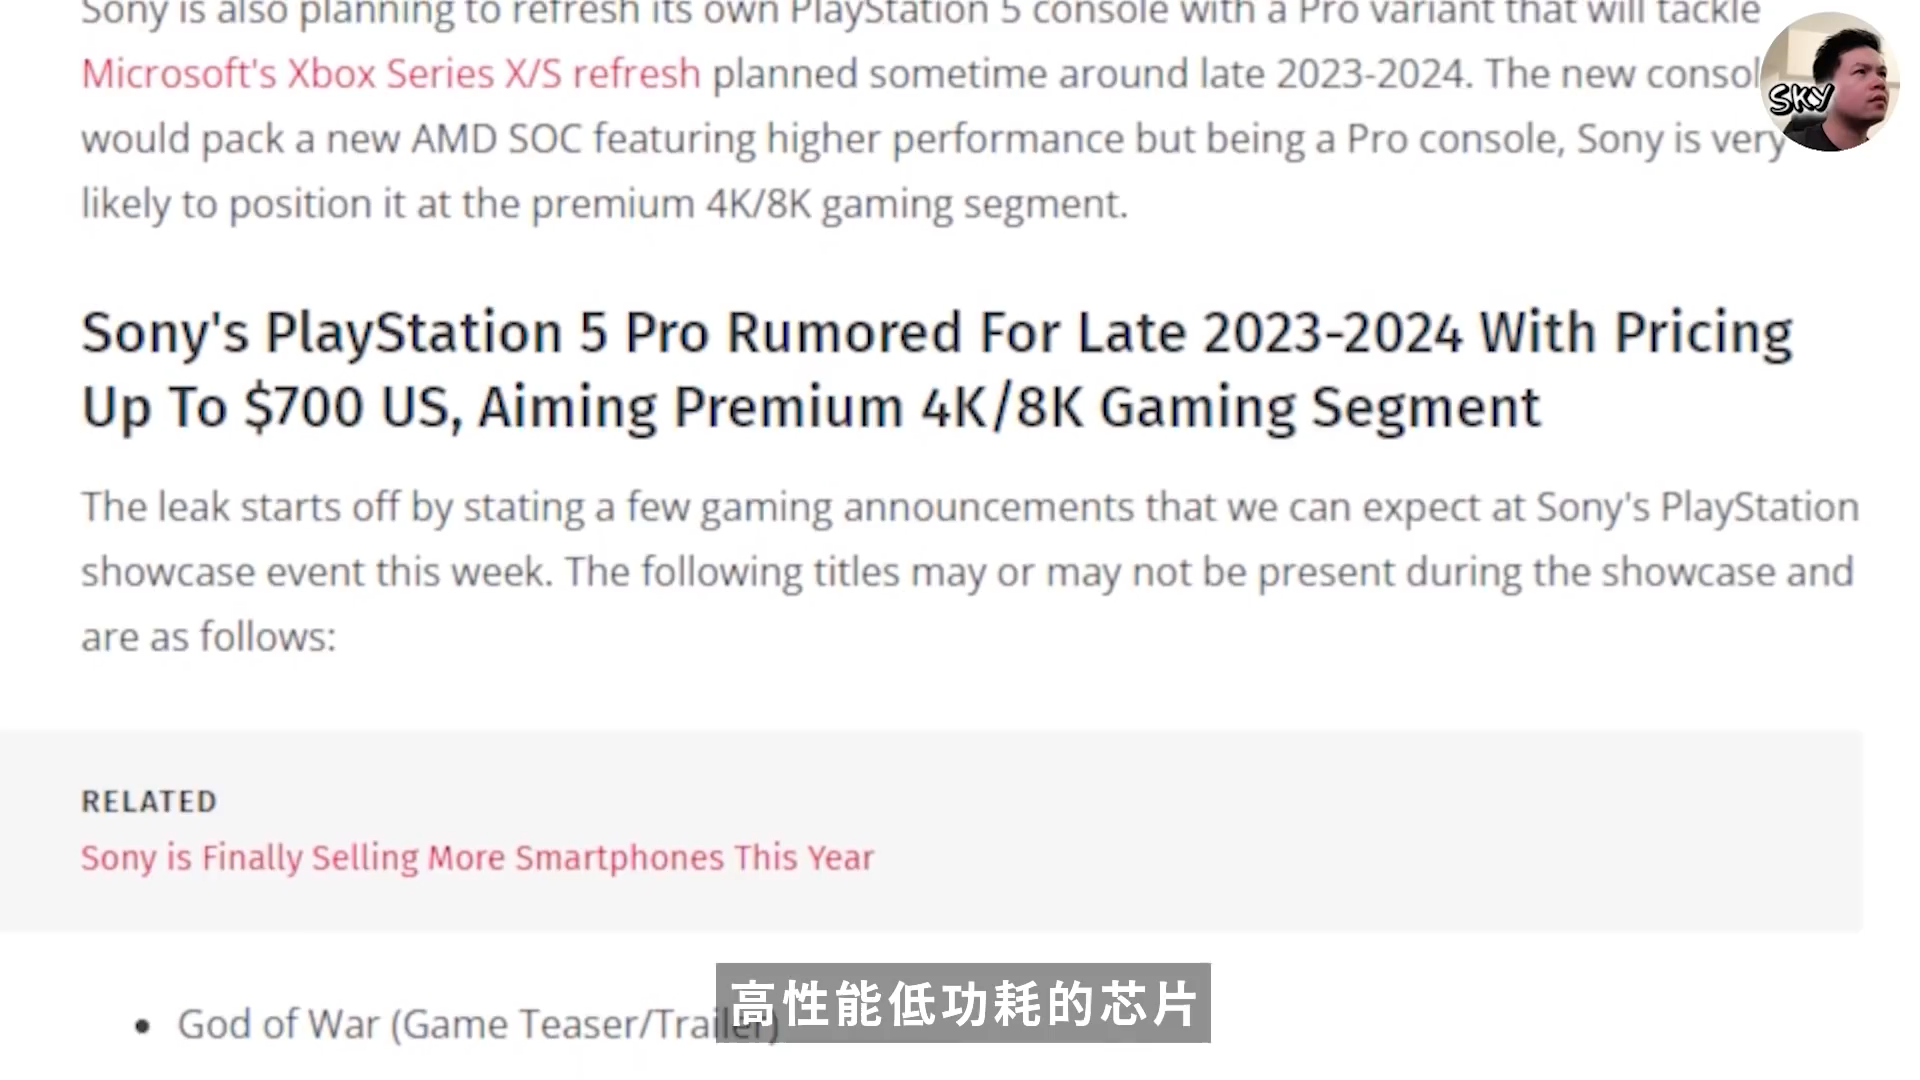 Sony is also planning to refresh its own PlayStation 5 console with a Pro variant that will tackle
Microsoft's Xbox Series X/S refresh planned sometime around late 2023-2024. The new consol
would pack a new AMD SOC featuring higher performance but being a Pro console, Sony is very
likely to position it at the premium 4K/8K gaming segment.
SKY
Sony's PlayStation 5 Pro Rumored For Late 2023-2024 With Pricing
Up To $700 US, Aiming Premium 4K/8K Gaming Segment
The leak starts off by stating a few gaming announcements that we can expect at Sony's PlayStation
showcase event this week. The following titles may or may not be present during the showcase and
are as follows:
RELATED
Sony is Finally Selling More Smartphones This Year
• God of War (Game Teaser/Trailer)
高性能低功耗的芯片